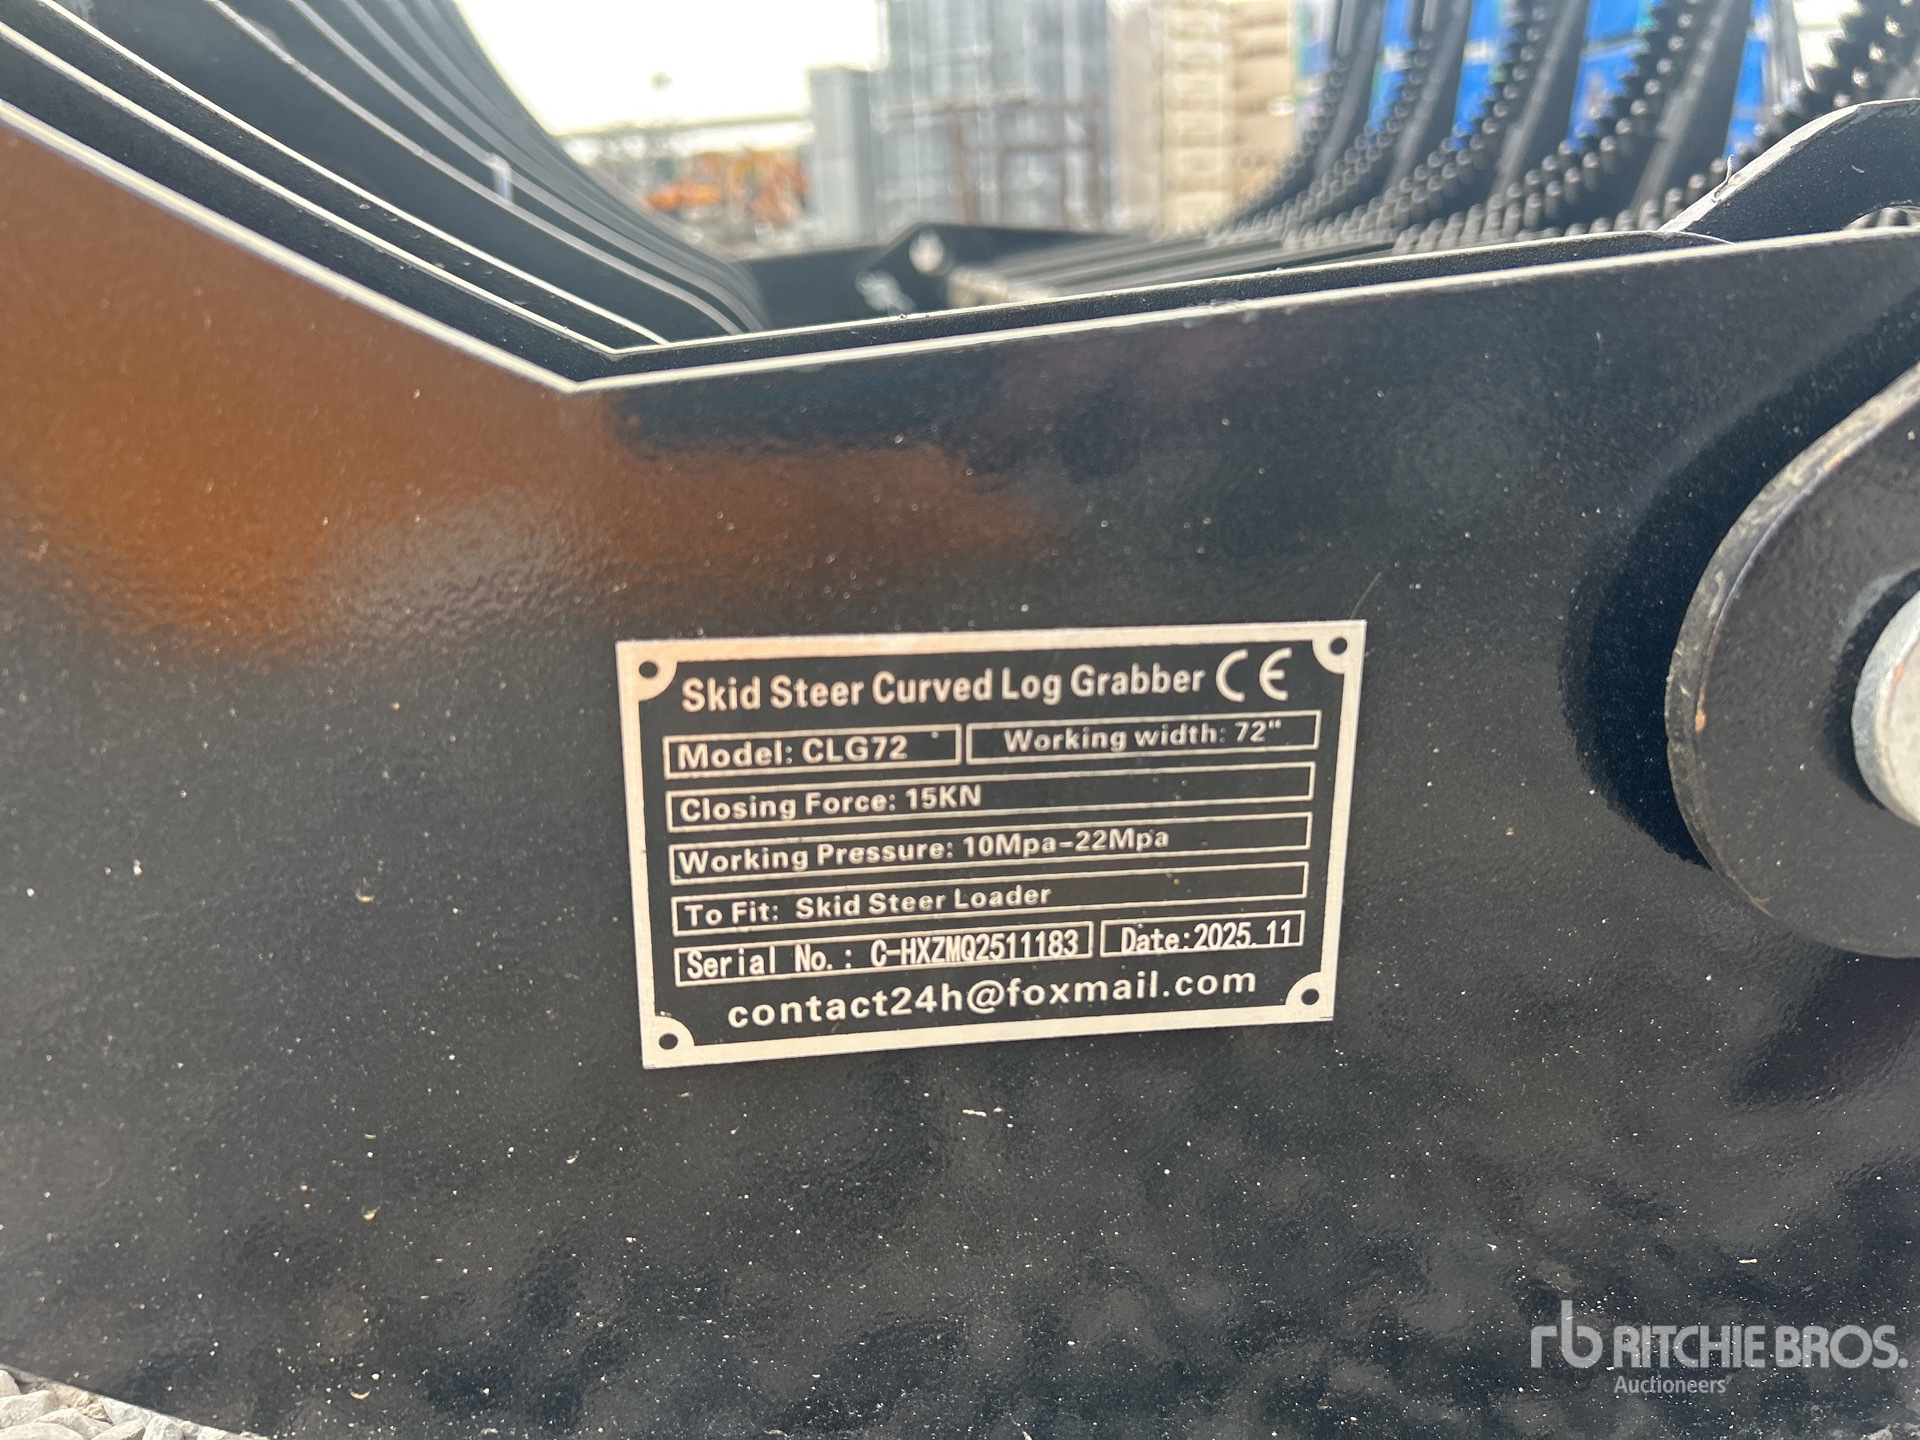 Skid Steer Curved Log Grabber CE
Model: CLG72 Working width: 72"
Closing Force: 15KN
Working Pressure: 10Mpa-22Mpa
To Fit: Skid Steer Loader
Serial No.: C-HXZMQ2511183 Date:2025.11
contact24h@foxmail.com
rb RITCHIE BROS.
Auctioneers